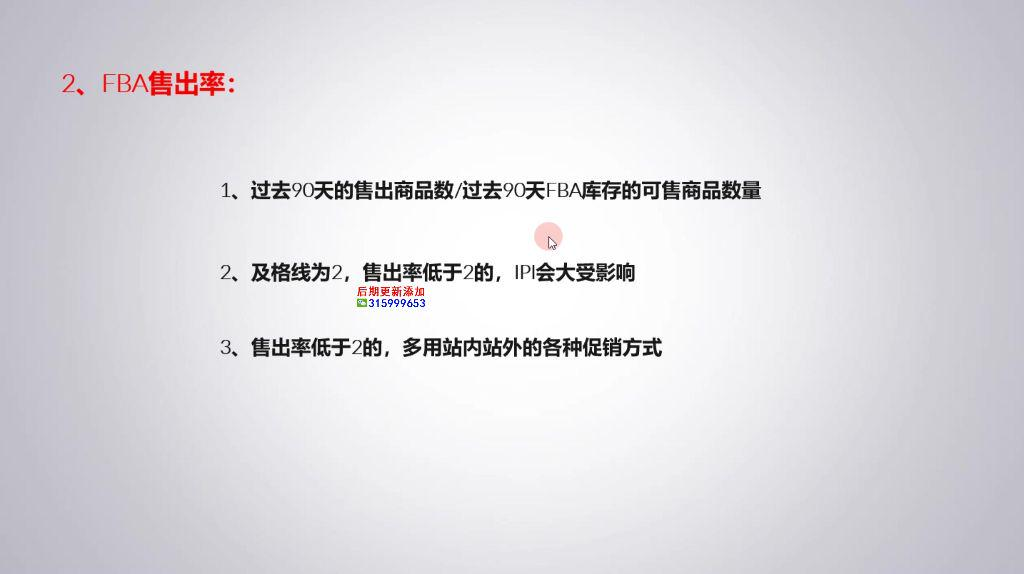 2、FBA售出率：
1、过去90天的售出商品数/过去90天FBA库存的可售商品数量
2、及格线为2，售出率低于2的，IPI会大受影响
后期更新添加
315999653
3、售出率低于2的，多用站内站外的各种促销方式